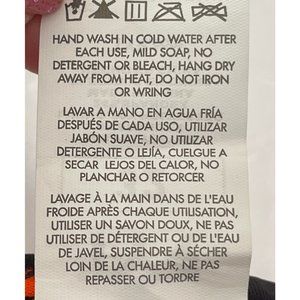 HAND WASH IN COLD WATER AFTER
EACH USE, MILD SOAP, NO
DETERGENT OR BLEACH, HANG DRY
AWAY FROM HEAT, DO NOT IRON
OR WRING
LAVAR A MANO EN AGUA FRÍA
DESPUÉS DE CADA USO, UTILIZAR
JABÓN SUAVE, NO UTILIZAR
DETERGENTE O LEJÍA, CUELGUE A
SECAR LEJOS DEL CALOR, NO
PLANCHAR O RETORCER
LAVAGE À LA MAIN DANS DE L'EAU
FROIDE APRÈS CHAQUE UTILISATION,
UTILISER UN SAVON DOUX, NE PAS
UTILISER DE DÉTERGENT OU DE L'EAU
DE JAVEL, SUSPENDRE À SÉCHER
LOIN DE LA CHALEUR, NE PAS
REPASSER OU TORDRE